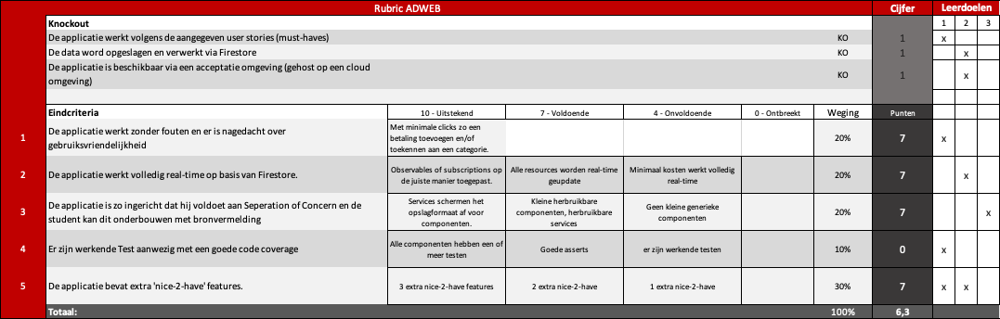 Rubric ADWEB Cijfer Leerdoelen
Knockout 1 2 3
De applicatie werkt volgens de aangegeven user stories (must-haves) KO 1 x
De data word opgeslagen en verwerkt via Firestore KO 1 x
De applicatie is beschikbaar via een acceptatie omgeving (gehost op een cloud
omgeving) KO 1 x
Eindcriteria 10 - Uitstekend 7 - Voldoende 4 - Onvoldoende 0 - Ontbreekt Weging Punten
1 De applicatie werkt zonder fouten en er is nagedacht over
gebruiksvriendelijkheid
Met minimale clicks zo een
betaling toevoegen en/of
toekennen aan een categorie.
20% 7 x
2 De applicatie werkt volledig real-time op basis van Firestore.
Observables of subscriptions op
de juiste manier toegepast.
Alle resources worden real-time
geupdate
Minimaal kosten werkt volledig
real-time
20% 7 x
3 De applicatie is zo ingericht dat hij voldoet aan Seperation of Concern en de
student kan dit onderbouwen met bronvermelding
Services schermen het
opslagformaat af voor
componenten.
Kleine herbruikbare
componenten, herbruikbare
services
Geen kleine generieke
componenten
20% 7 x
4 Er zijn werkende Test aanwezig met een goede code coverage
Alle componenten hebben een of
meer testen
Goede asserts
er zijn werkende testen
10% 0 x
5 De applicatie bevat extra 'nice-2-have' features.
3 extra nice-2-have features
2 extra nice-2-have
1 extra nice-2-have
30% 7 x x
Totaal: 100% 6,3